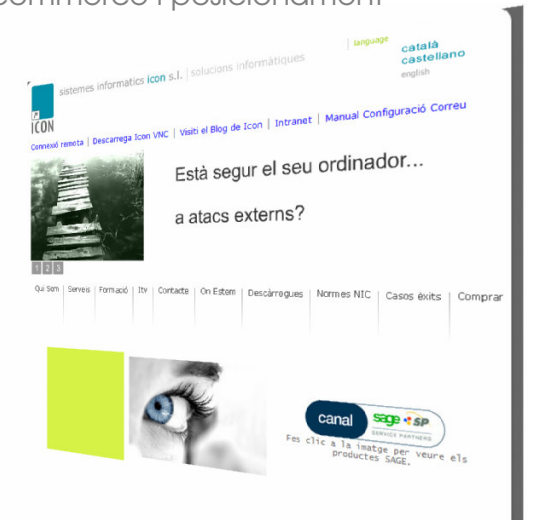 commerce i posicionament
language
català
castellano
english
sistemes informatics icon s.l. | solucions informàtiques
ICON
Connexió remota | Descarrega Icon VNC | Visiti el Blog de Icon | Intranet | Manual Configuració Correu
Està segur el seu ordinador...
a atacs externs?
1 2 3
Qui Som | Serveis | Formació | Itv | Contacte | On Estem | Descàrregues | Normes NIC | Casos èxits | Comprar
canal sage SP
SERVICE PARTNERS
Fes clic a la imatge per veure els
productes SAGE.